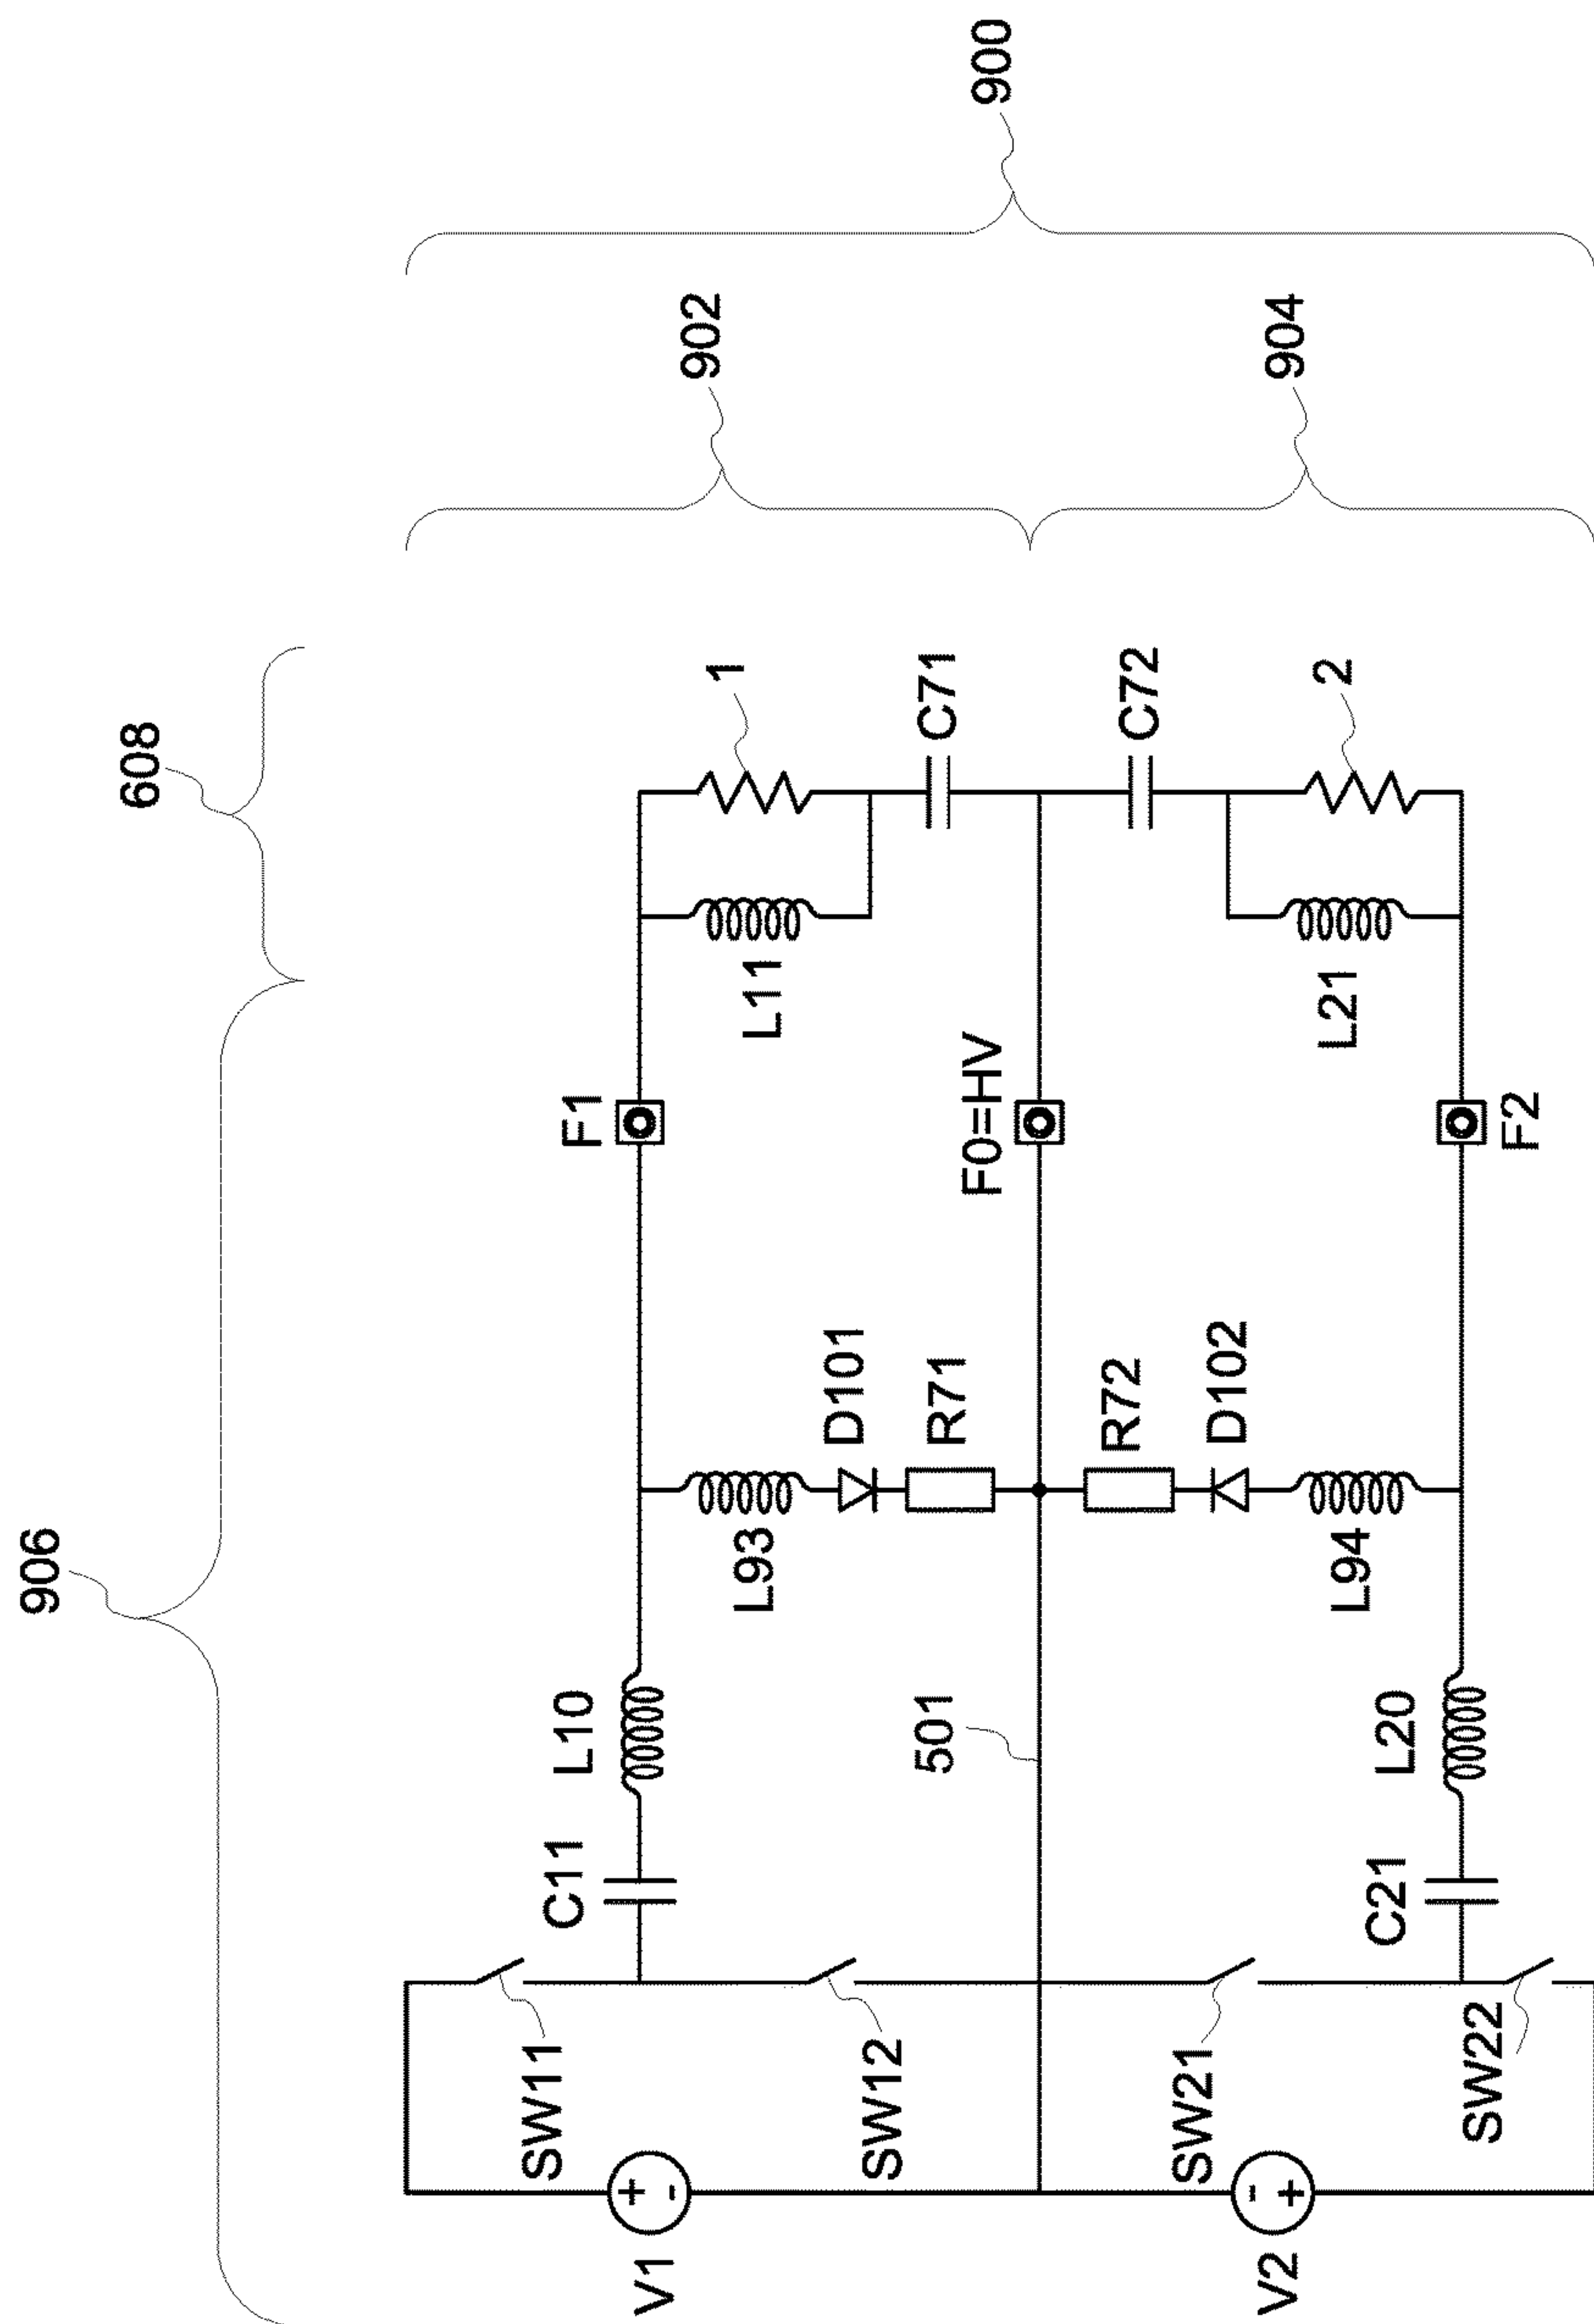 906
608
900
902
904
1
C71
C72
2
L11
L21
F1
F0=HV
F2
D101
R71
R72
D102
L93
L94
L10
501
L20
C11
C21
SW11
SW12
SW21
SW22
V1
+
-
V2
-
+